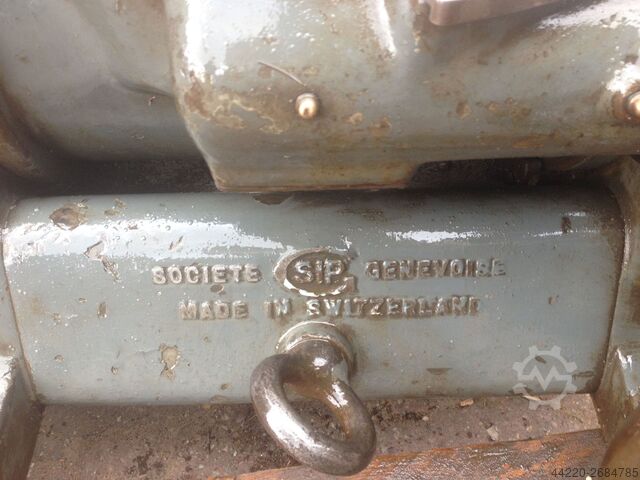 SOCIETE SIP GENEVOISE
MADE IN SWITZERLAND
44220-2684785